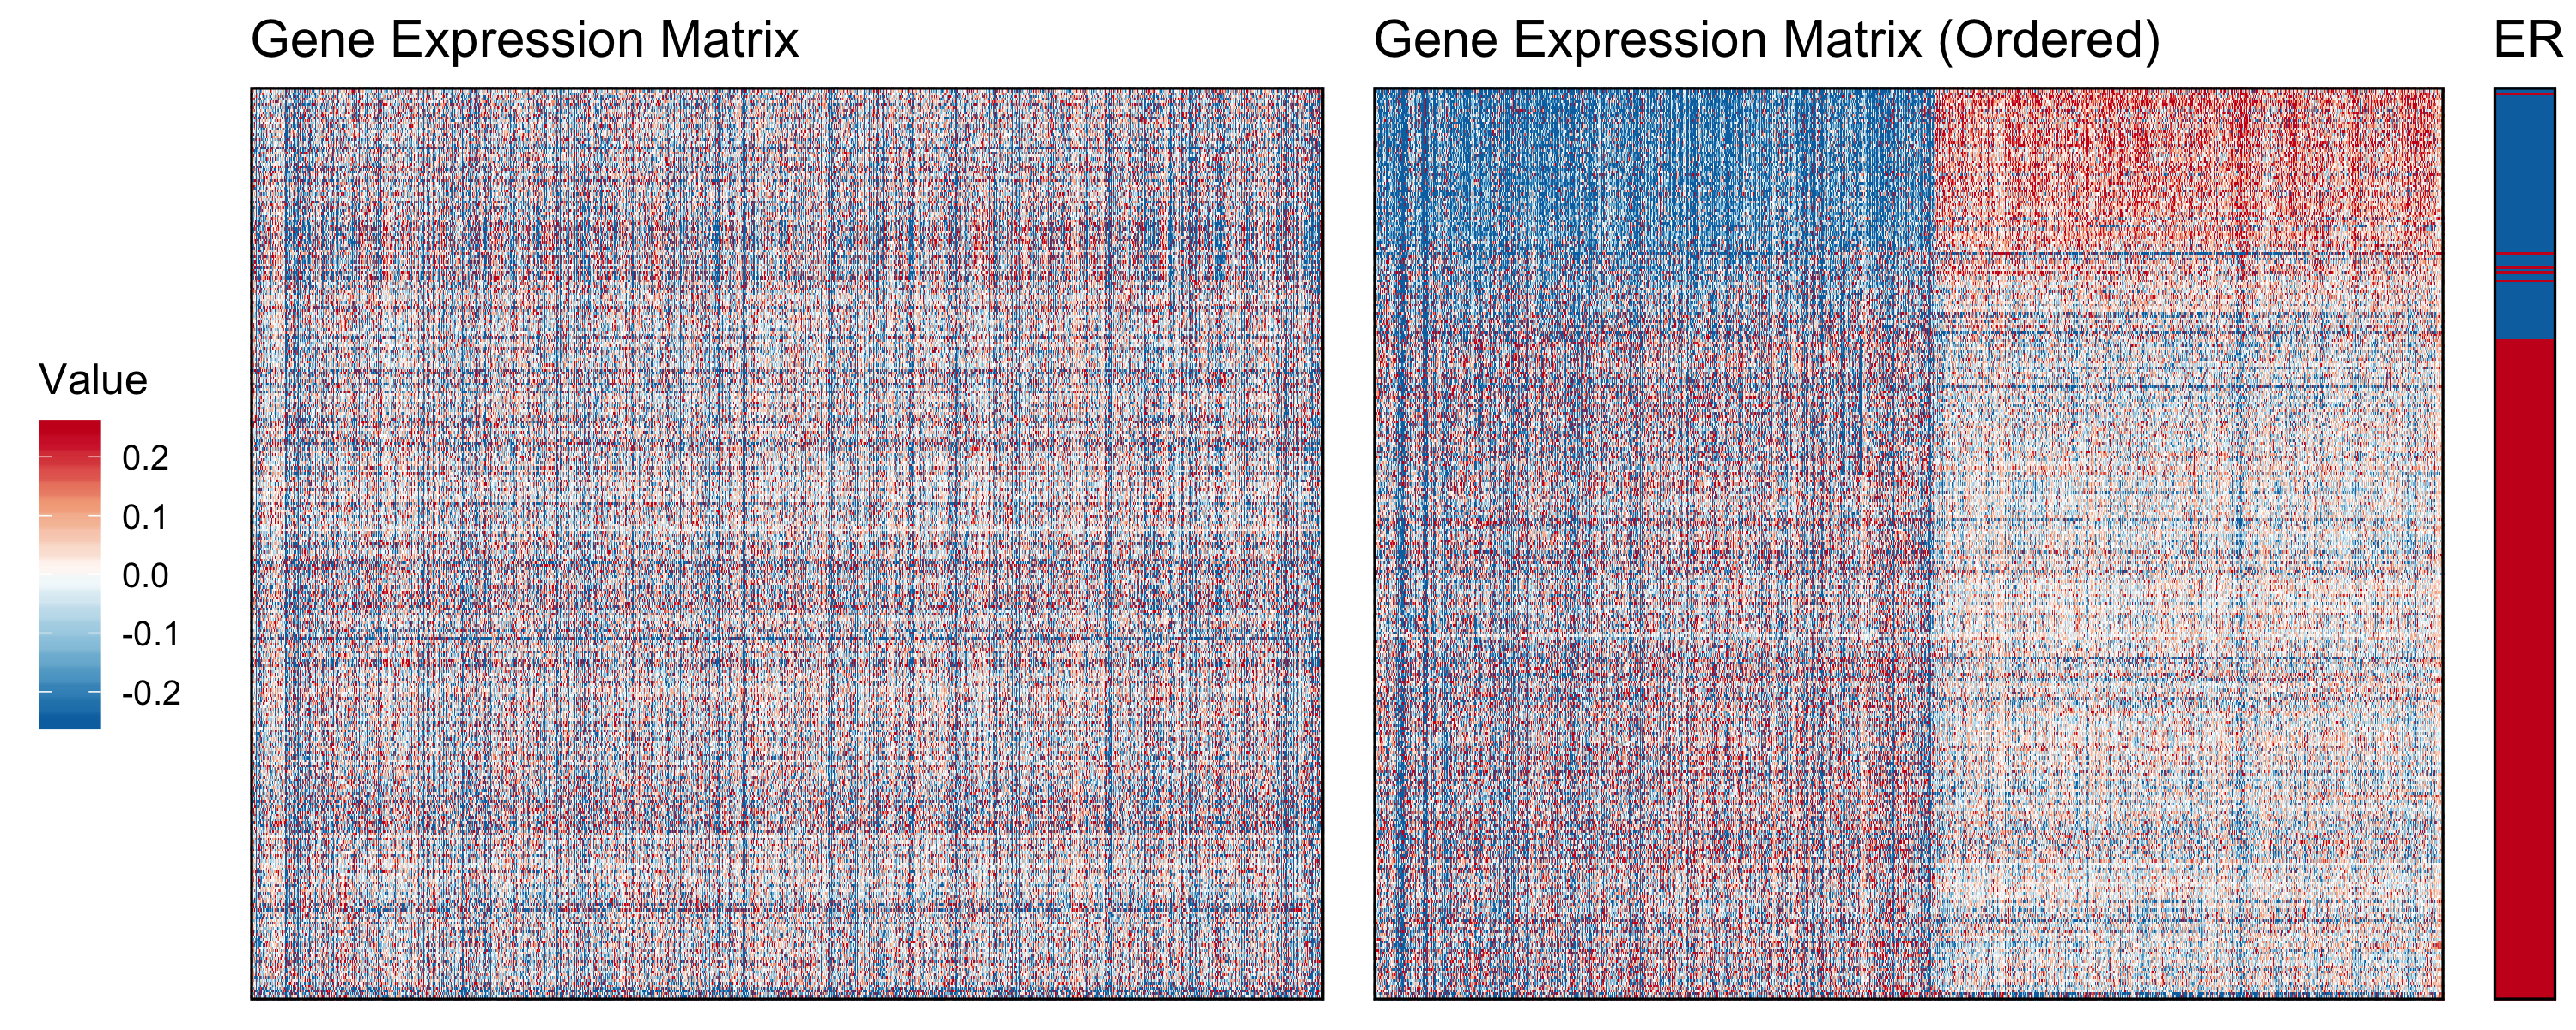 Gene Expression Matrix
Gene Expression Matrix (Ordered)
ER
Value
0.2
0.1
0.0
-0.1
-0.2